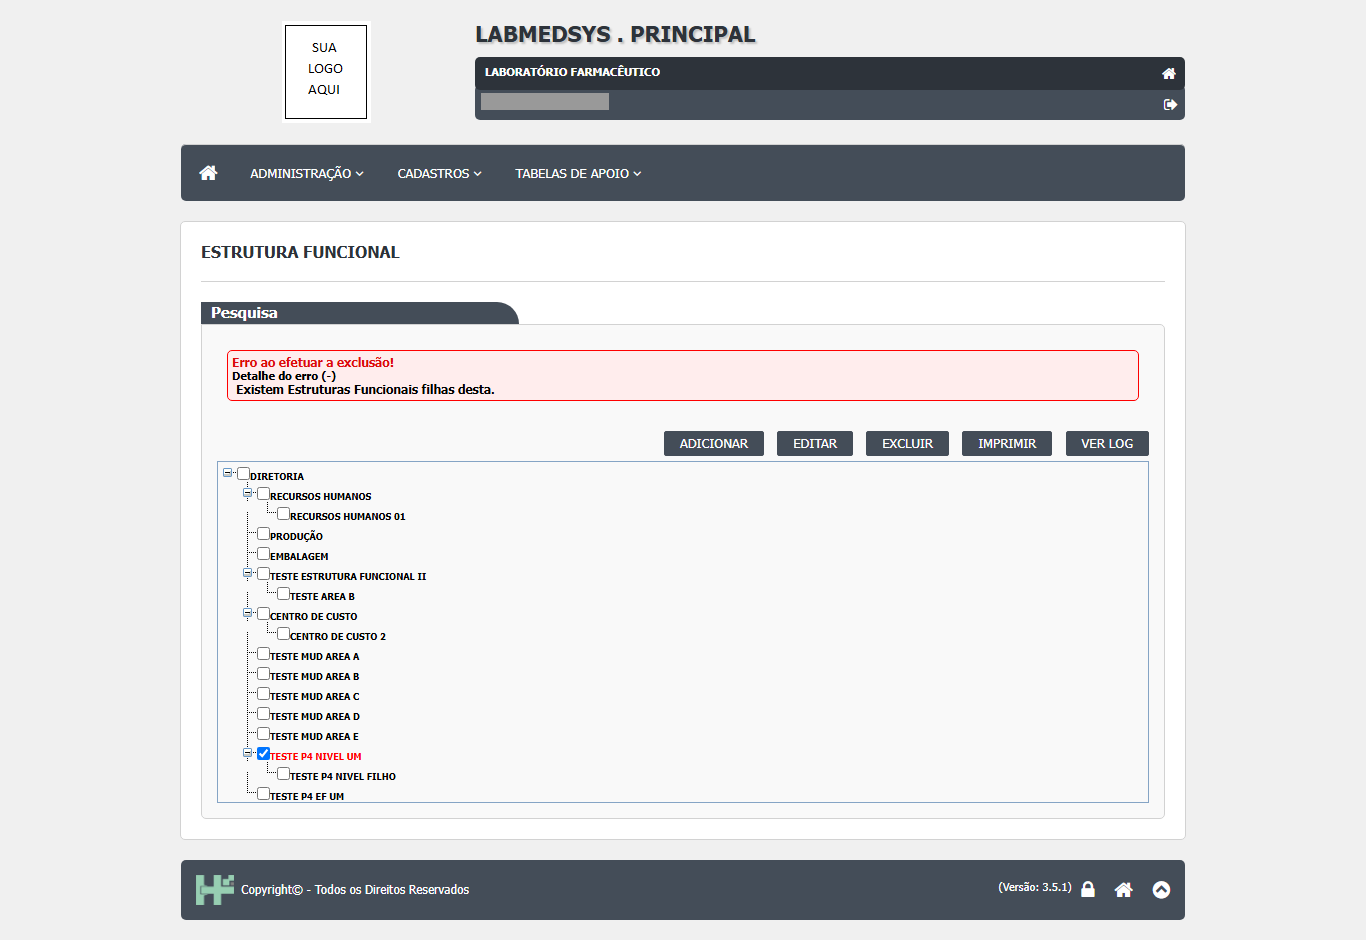 SUA
LOGO
AQUI
LABMEDSYS . PRINCIPAL
LABORATÓRIO FARMACÊUTICO
ADMINISTRAÇÃO CADASTROS TABELAS DE APOIO
ESTRUTURA FUNCIONAL
Pesquisa
Erro ao efetuar a exclusão!
Detalhe do erro (-)
Existem Estruturas Funcionais filhas desta.
ADICIONAR EDITAR EXCLUIR IMPRIMIR VER LOG
DIRETORIA
RECURSOS HUMANOS
RECURSOS HUMANOS 01
PRODUÇÃO
EMBALAGEM
TESTE ESTRUTURA FUNCIONAL II
TESTE AREA B
CENTRO DE CUSTO
CENTRO DE CUSTO 2
TESTE MUD AREA A
TESTE MUD AREA B
TESTE MUD AREA C
TESTE MUD AREA D
TESTE MUD AREA E
TESTE P4 NIVEL UM
TESTE P4 NIVEL FILHO
TESTE P4 EF UM
Copyright© - Todos os Direitos Reservados (Versão: 3.5.1)